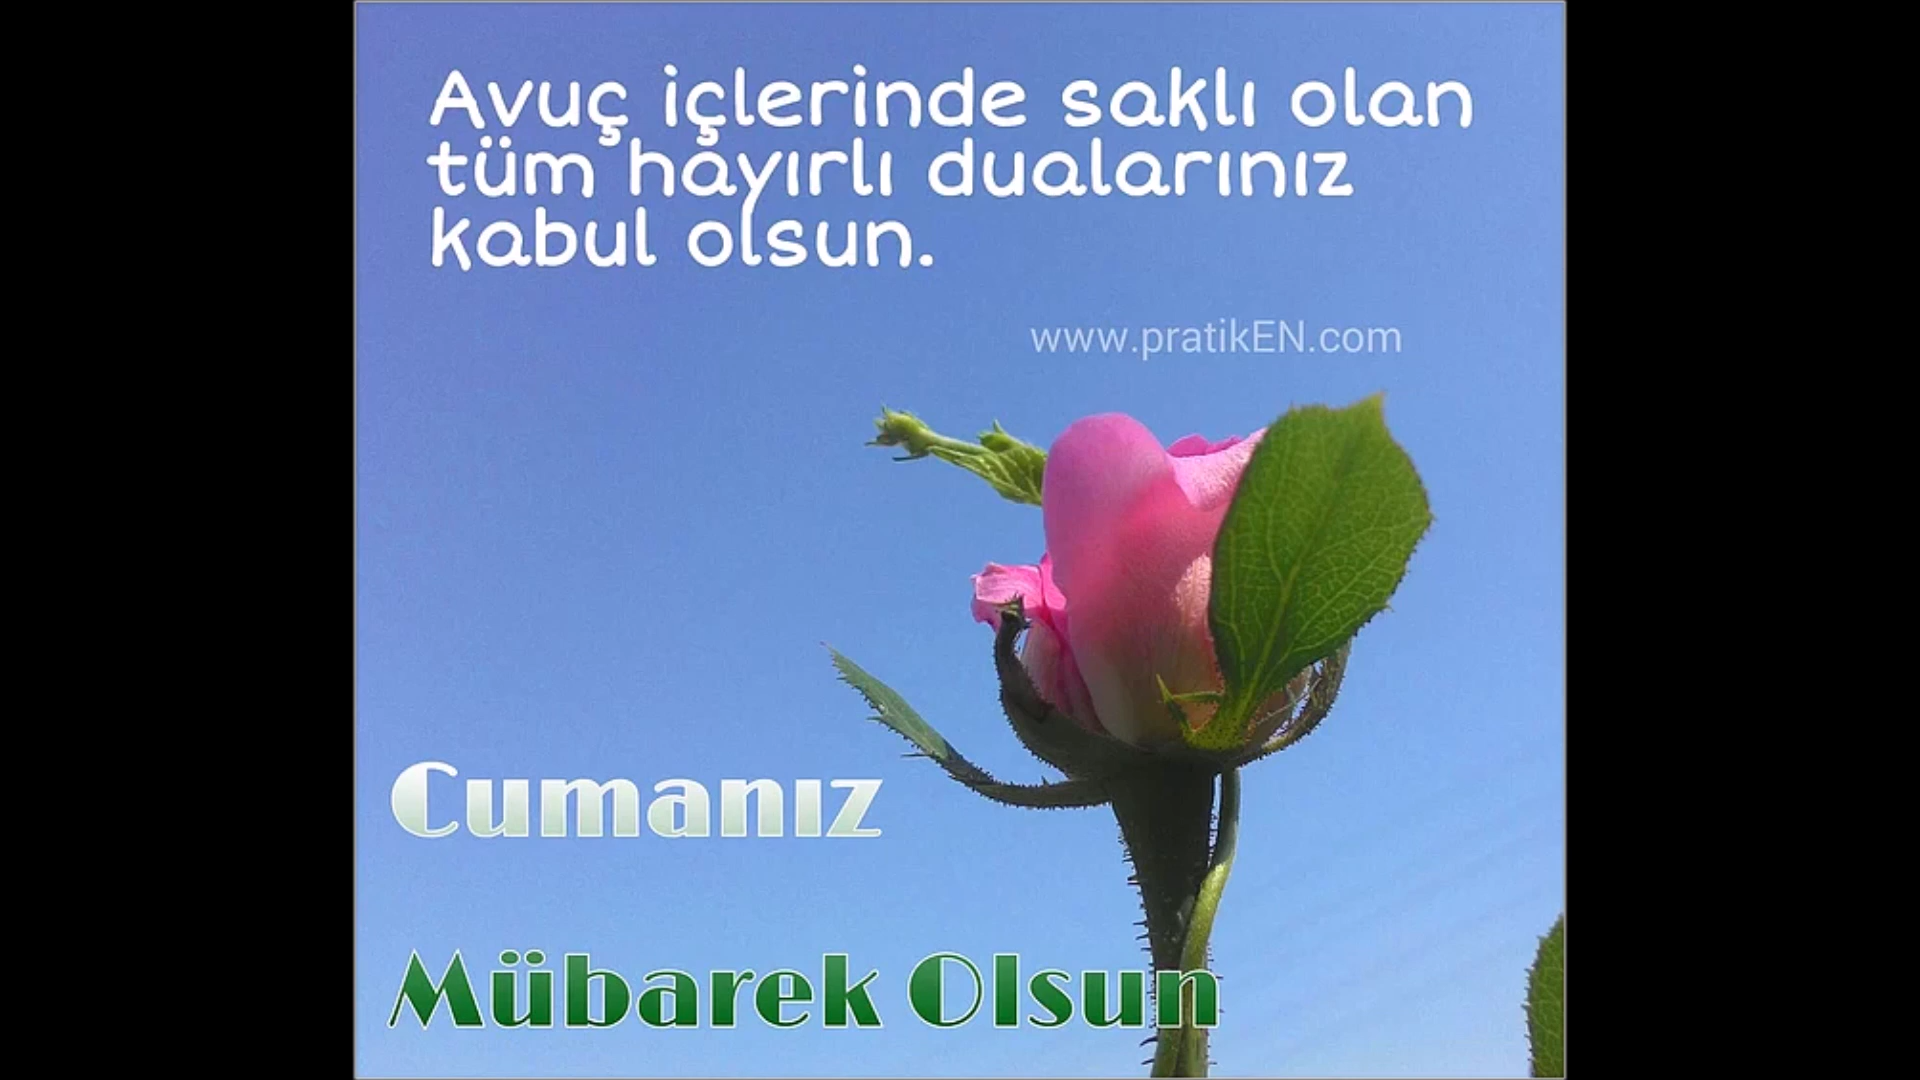 Avuç içlerinde saklı olan
tüm hayırlı dualarınız
kabul olsun.
www.pratikEN.com
Cumanız
Mübarek Olsun